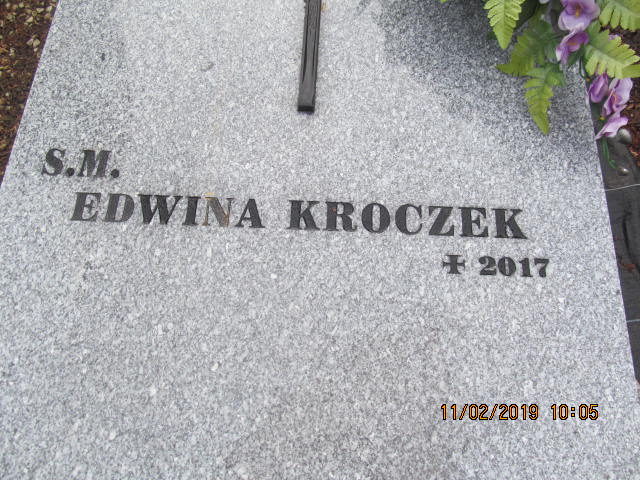 S.M.
EDWINA KROCZEK
✝ 2017
11/02/2019 10:05